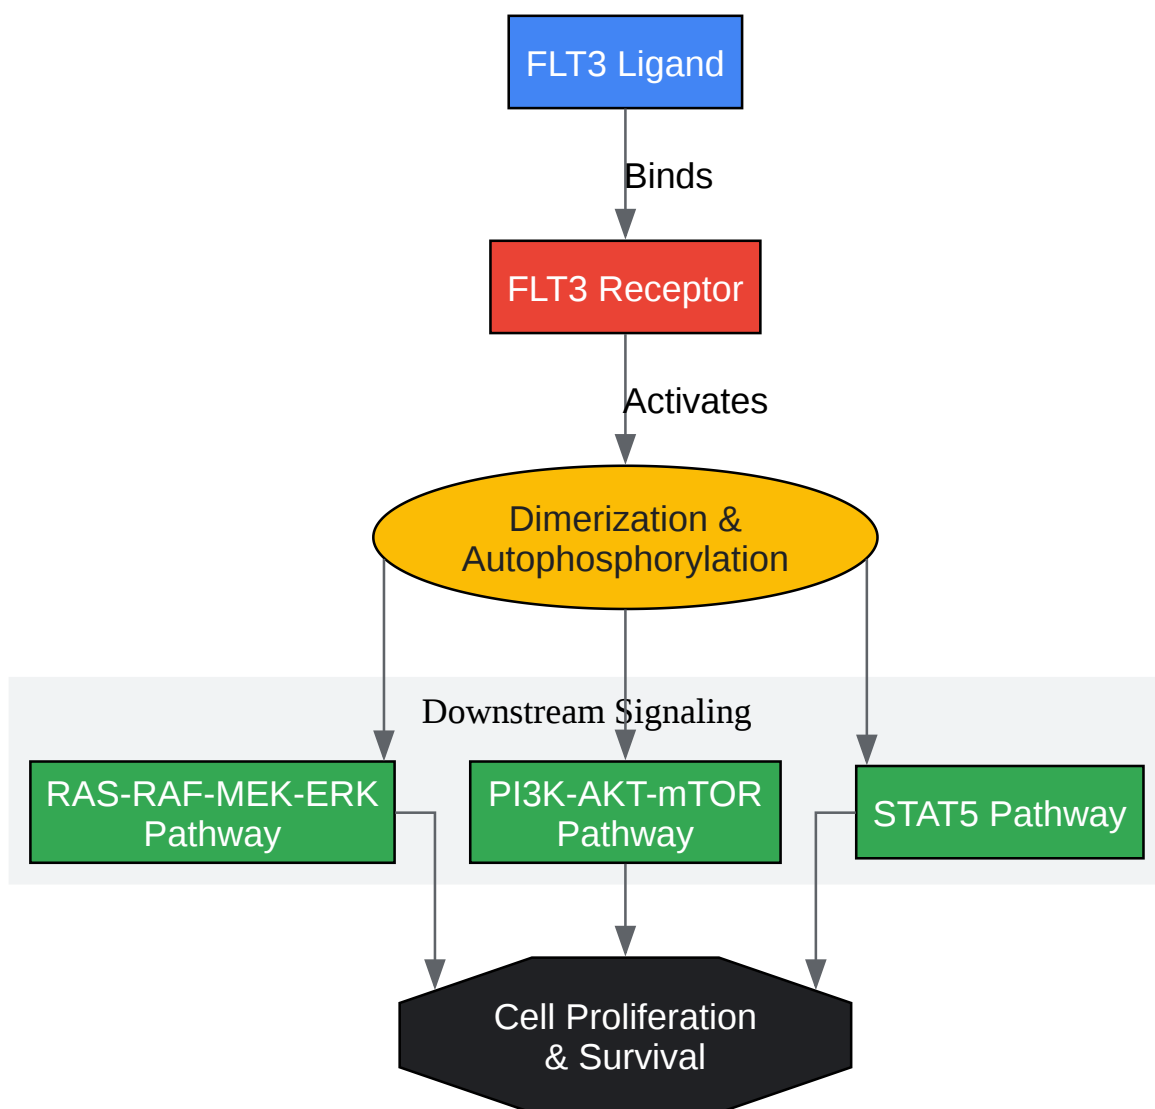 FLT3 Ligand
Binds
FLT3 Receptor
Activates
Dimerization &
Autophosphorylation
Downstream Signaling
RAS-RAF-MEK-ERK
Pathway
PI3K-AKT-mTOR
Pathway
STAT5 Pathway
Cell Proliferation
& Survival